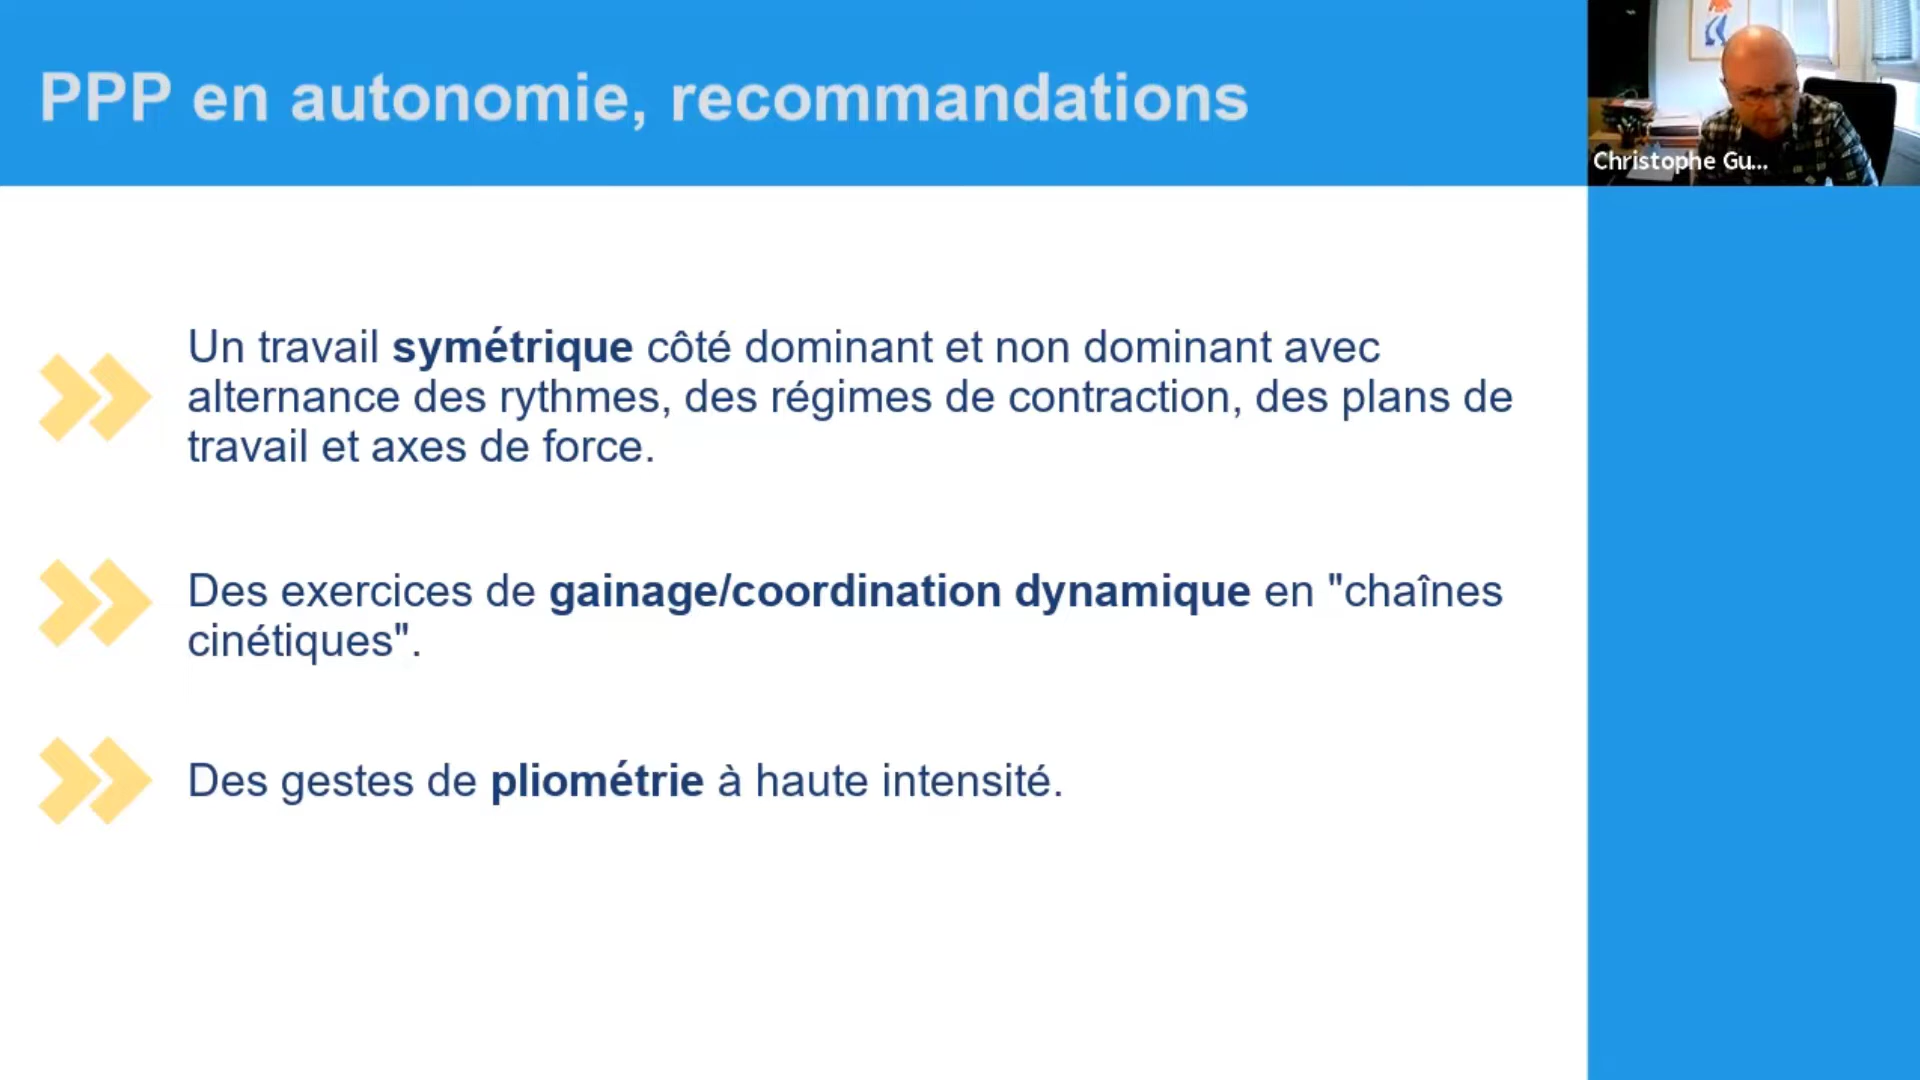 PPP en autonomie, recommandations
Christophe Gu...
Un travail symétrique côté dominant et non dominant avec
alternance des rythmes, des régimes de contraction, des plans de
travail et axes de force.
Des exercices de gainage/coordination dynamique en "chaînes
cinétiques".
Des gestes de pliométrie à haute intensité.